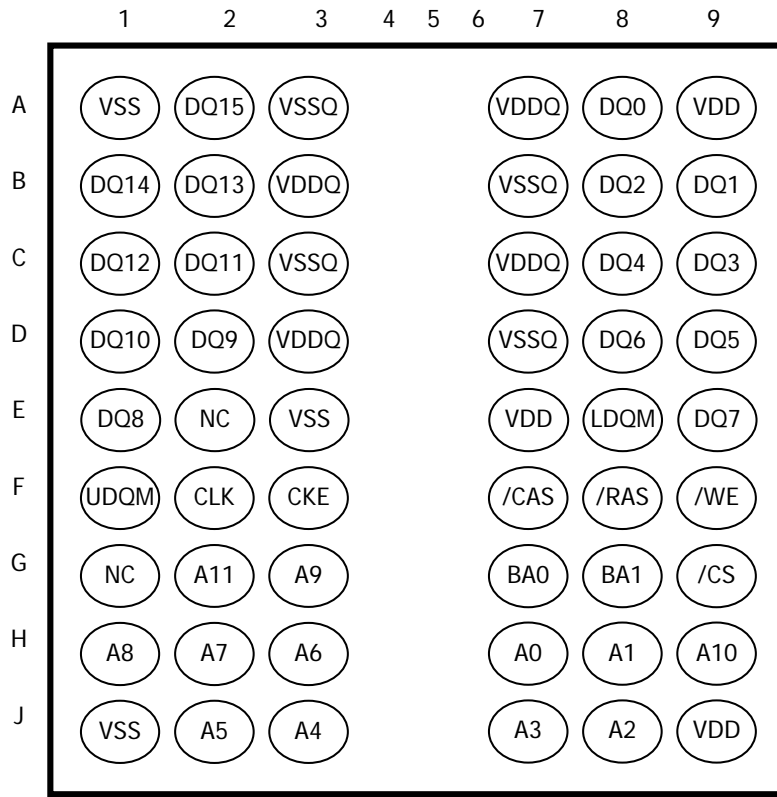 1 2 3 4 5 6 7 8 9
A VSS DQ15 VSSQ VDDQ DQ0 VDD
B DQ14 DQ13 VDDQ VSSQ DQ2 DQ1
C DQ12 DQ11 VSSQ VDDQ DQ4 DQ3
D DQ10 DQ9 VDDQ VSSQ DQ6 DQ5
E DQ8 NC VSS VDD LDQM DQ7
F UDQM CLK CKE /CAS /RAS /WE
G NC A11 A9 BA0 BA1 /CS
H A8 A7 A6 A0 A1 A10
J VSS A5 A4 A3 A2 VDD